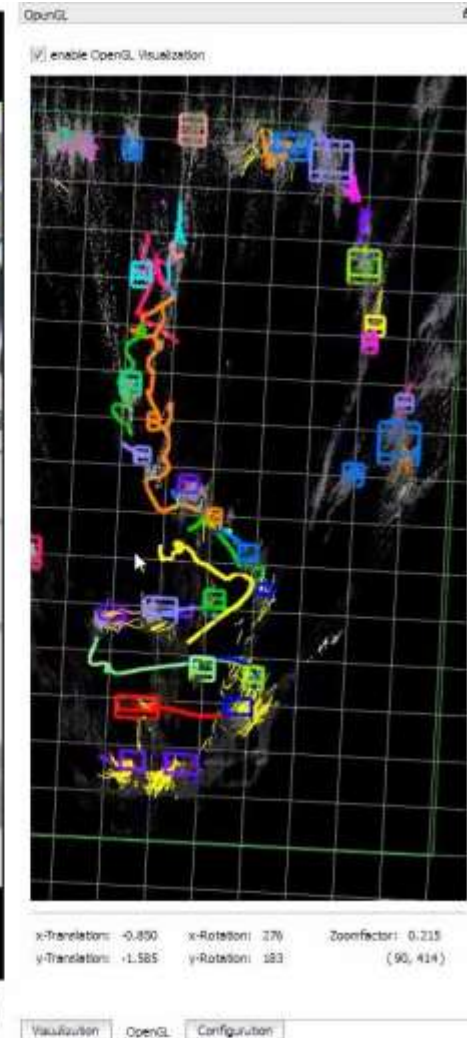 OpenGL
enable OpenGL Visualization
x-Translation: -0.850 x-Rotation: 276 Zoomfactor: 0.215
y-Translation: -1.585 y-Rotation: 183 (90, 414)
Visualization OpenGL Configuration